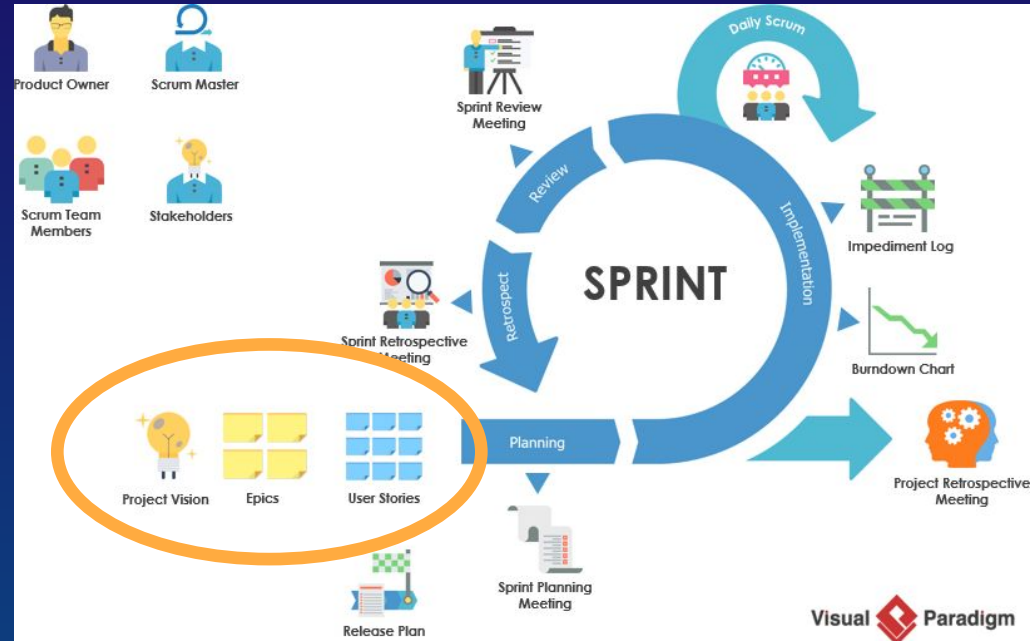 Product Owner
Scrum Master
Scrum Team
Members
Stakeholders
Sprint Review
Meeting
Daily Scrum
Review
Implementation
Impediment Log
SPRINT
Retrospect
Sprint Retrospective
Meeting
Burndown Chart
Planning
Project Vision
Epics
User Stories
Project Retrospective
Meeting
Sprint Planning
Meeting
Release Plan
Visual Paradigm